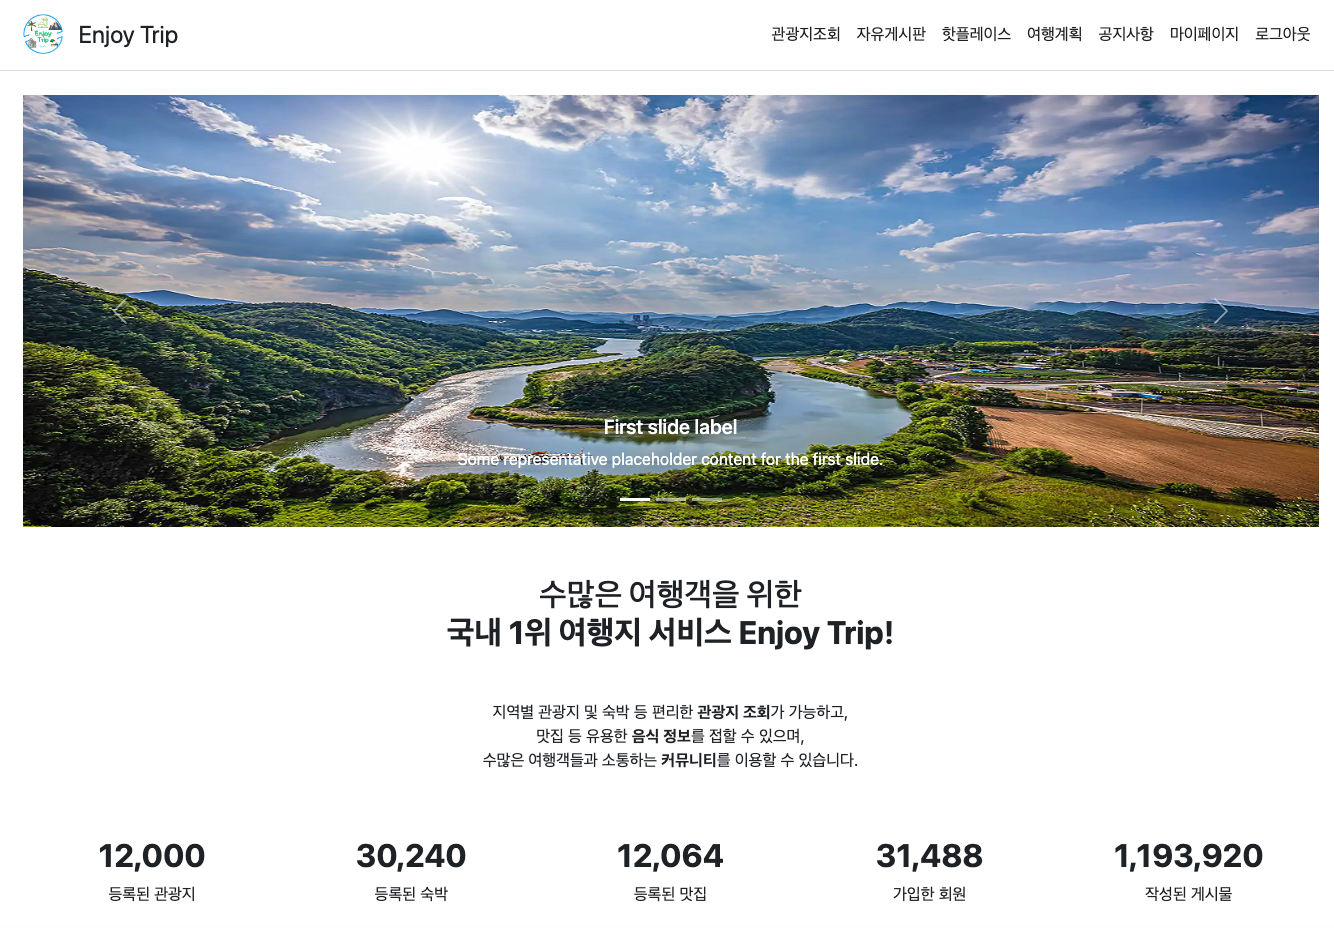 Enjoy Trip
Enjoy Trip
관광지조회 자유게시판 핫플레이스 여행계획 공지사항 마이페이지 로그아웃
First slide label
Some representative placeholder content for the first slide.
수많은 여행객을 위한
국내 1위 여행지 서비스 Enjoy Trip!
지역별 관광지 및 숙박 등 편리한 관광지 조회가 가능하고,
맛집 등 유용한 음식 정보를 접할 수 있으며,
수많은 여행객들과 소통하는 커뮤니티를 이용할 수 있습니다.
12,000 30,240 12,064 31,488 1,193,920
등록된 관광지 등록된 숙박 등록된 맛집 가입한 회원 작성된 게시물